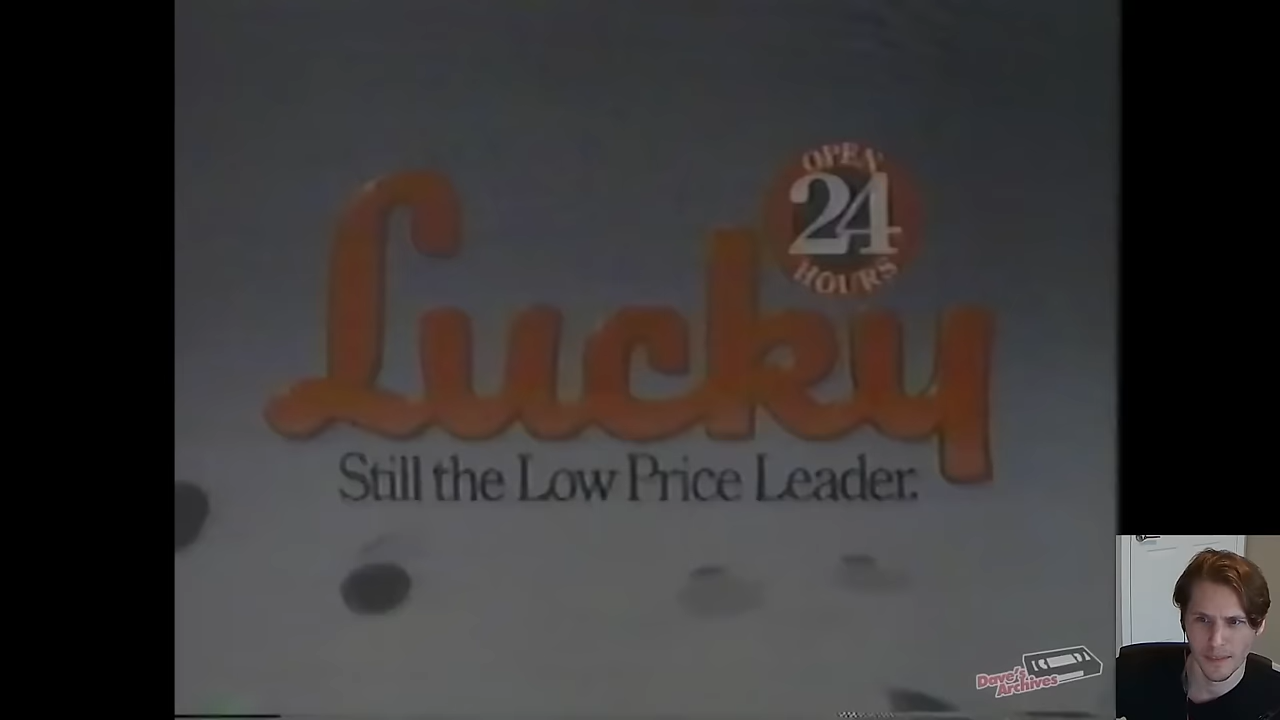 OPEN
24
HOURS
Lucky
Still the Low Price Leader.
Dave's
Archives